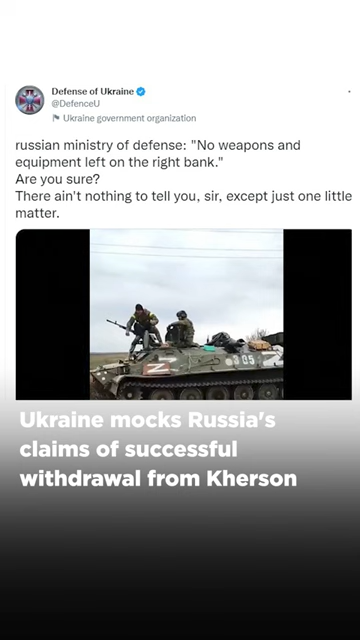 Defense of Ukraine
@DefenceU
Ukraine government organization
russian ministry of defense: "No weapons and
equipment left on the right bank."
Are you sure?
There ain't nothing to tell you, sir, except just one little
matter.
Z
Z
305
Ukraine mocks Russia's
claims of successful
withdrawal from Kherson